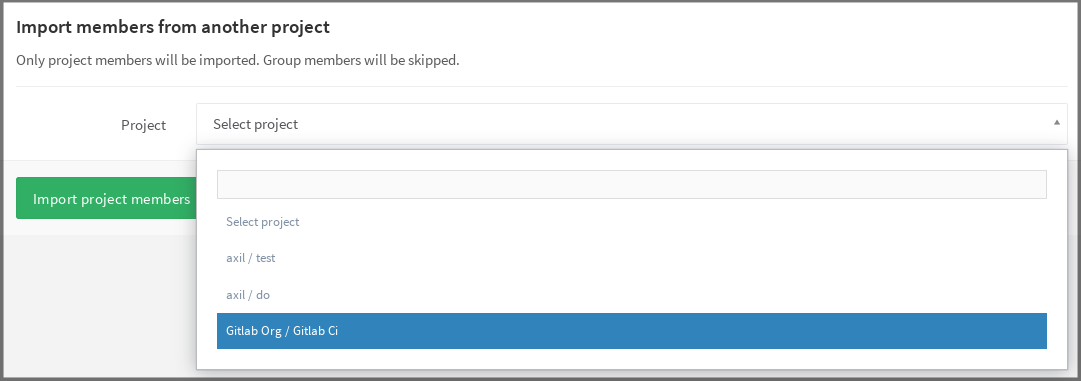 Import members from another project
Only project members will be imported. Group members will be skipped.
Project
Select project
Import project members
Select project
axil / test
axil / do
Gitlab Org / Gitlab Ci